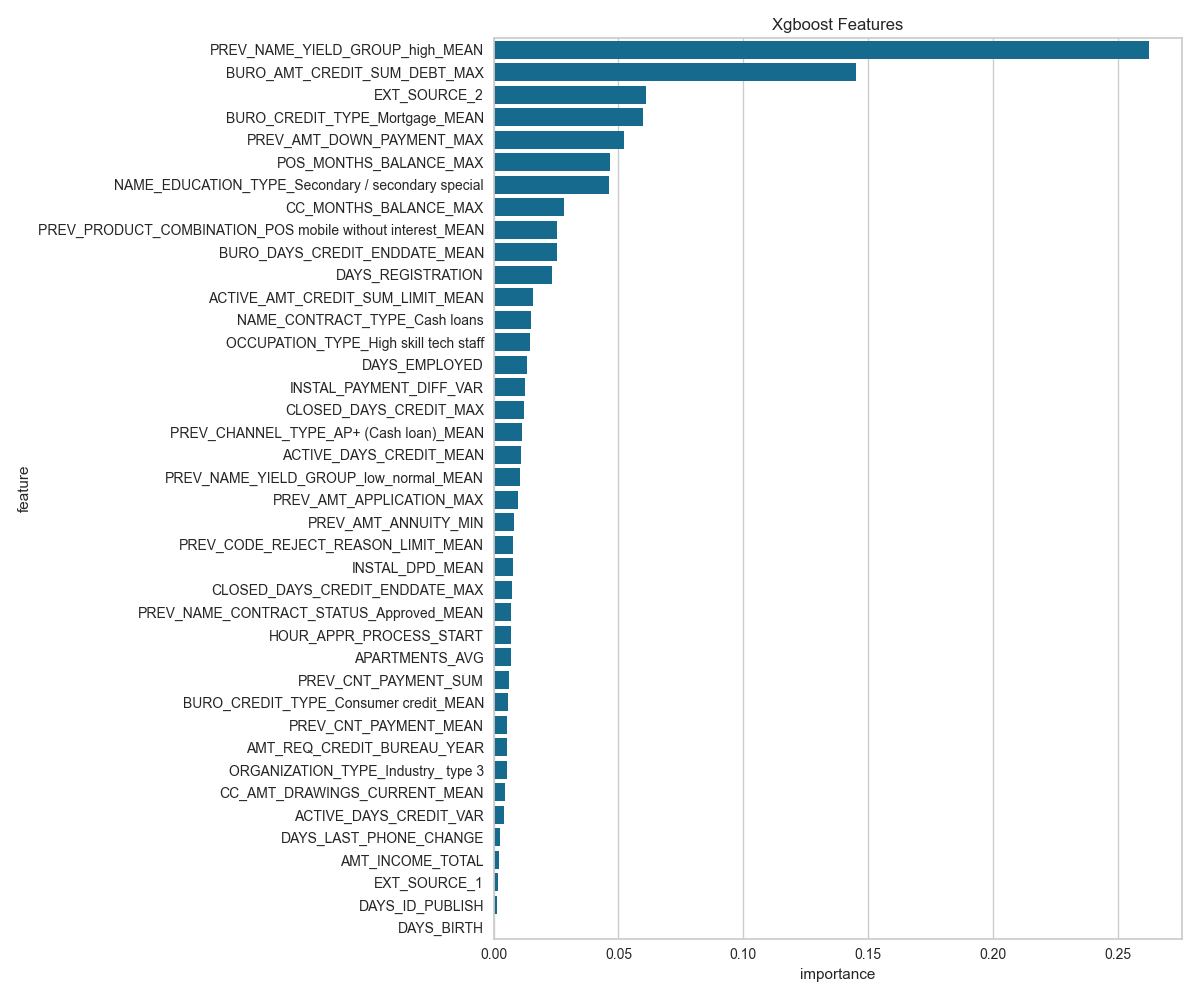 Xgboost Features
PREV_NAME_YIELD_GROUP_high_MEAN
BURO_AMT_CREDIT_SUM_DEBT_MAX
EXT_SOURCE_2
BURO_CREDIT_TYPE_Mortgage_MEAN
PREV_AMT_DOWN_PAYMENT_MAX
POS_MONTHS_BALANCE_MAX
NAME_EDUCATION_TYPE_Secondary / secondary special
CC_MONTHS_BALANCE_MAX
PREV_PRODUCT_COMBINATION_POS mobile without interest_MEAN
BURO_DAYS_CREDIT_ENDDATE_MEAN
DAYS_REGISTRATION
ACTIVE_AMT_CREDIT_SUM_LIMIT_MEAN
NAME_CONTRACT_TYPE_Cash loans
OCCUPATION_TYPE_High skill tech staff
DAYS_EMPLOYED
INSTAL_PAYMENT_DIFF_VAR
CLOSED_DAYS_CREDIT_MAX
PREV_CHANNEL_TYPE_AP+ (Cash loan)_MEAN
ACTIVE_DAYS_CREDIT_MEAN
PREV_NAME_YIELD_GROUP_low_normal_MEAN
PREV_AMT_APPLICATION_MAX
PREV_AMT_ANNUITY_MIN
PREV_CODE_REJECT_REASON_LIMIT_MEAN
INSTAL_DPD_MEAN
CLOSED_DAYS_CREDIT_ENDDATE_MAX
PREV_NAME_CONTRACT_STATUS_Approved_MEAN
HOUR_APPR_PROCESS_START
APARTMENTS_AVG
PREV_CNT_PAYMENT_SUM
BURO_CREDIT_TYPE_Consumer credit_MEAN
PREV_CNT_PAYMENT_MEAN
AMT_REQ_CREDIT_BUREAU_YEAR
ORGANIZATION_TYPE_Industry_ type 3
CC_AMT_DRAWINGS_CURRENT_MEAN
ACTIVE_DAYS_CREDIT_VAR
DAYS_LAST_PHONE_CHANGE
AMT_INCOME_TOTAL
EXT_SOURCE_1
DAYS_ID_PUBLISH
DAYS_BIRTH
feature
0.00 0.05 0.10 0.15 0.20 0.25
importance